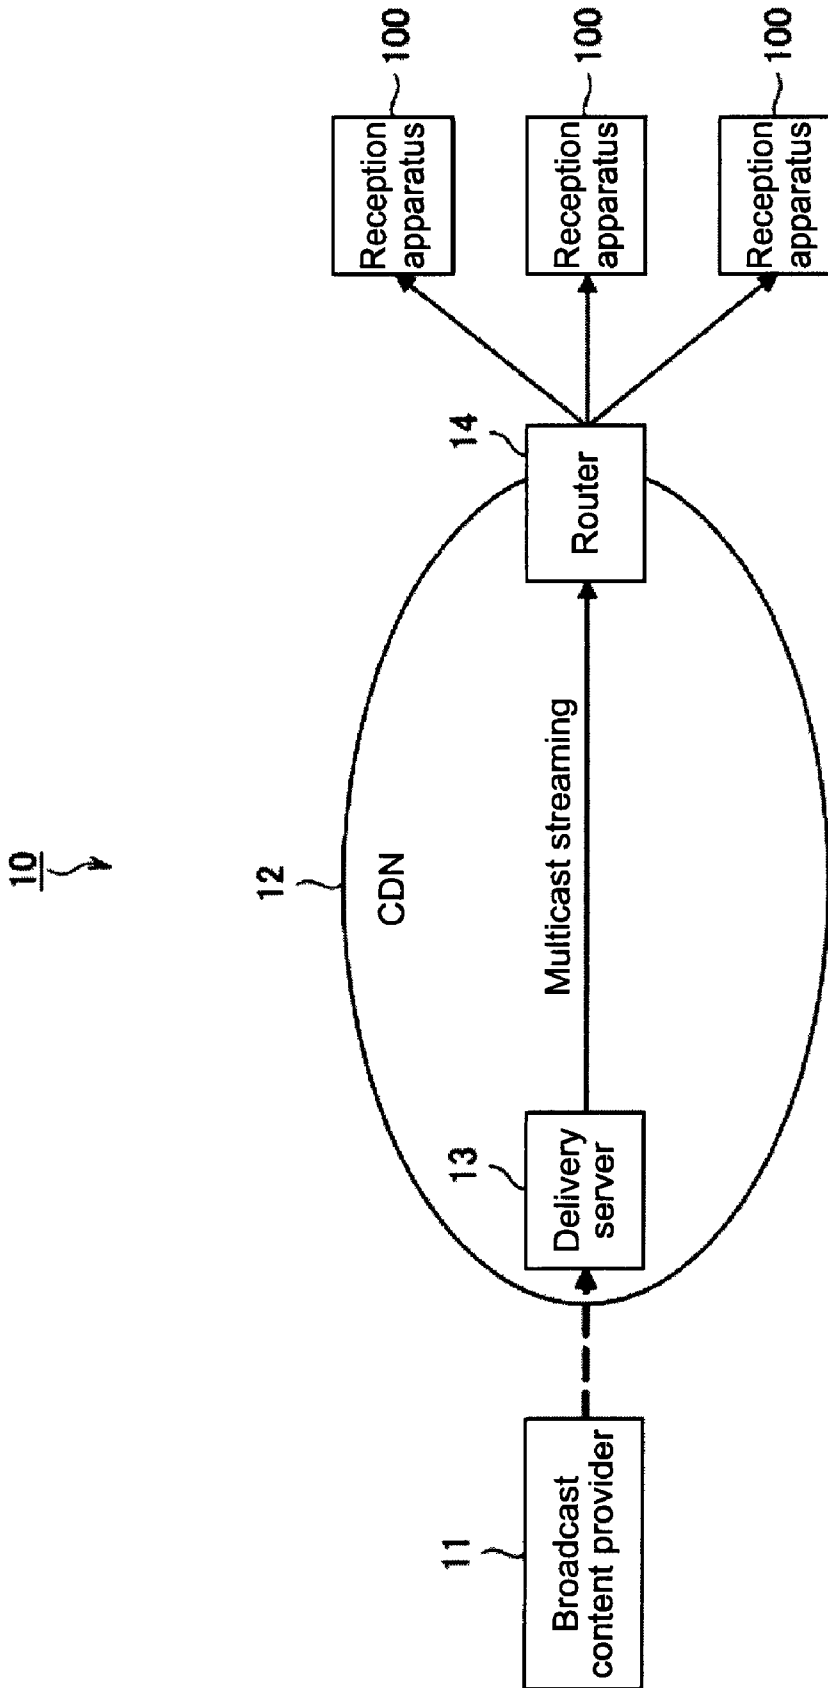 10
12
CDN
11
Broadcast
content provider
13
Delivery
server
Multicast streaming
14
Router
100
Reception
apparatus
100
Reception
apparatus
100
Reception
apparatus